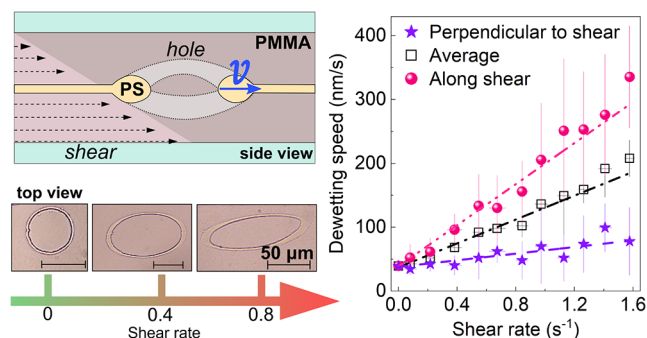 hole
PMMA
PS
v
shear
side view
top view
50 µm
0
0.4
0.8
Shear rate
Dewetting speed (nm/s)
400
300
200
100
0
Perpendicular to shear
Average
Along shear
0.0 0.4 0.8 1.2 1.6
Shear rate (s⁻¹)